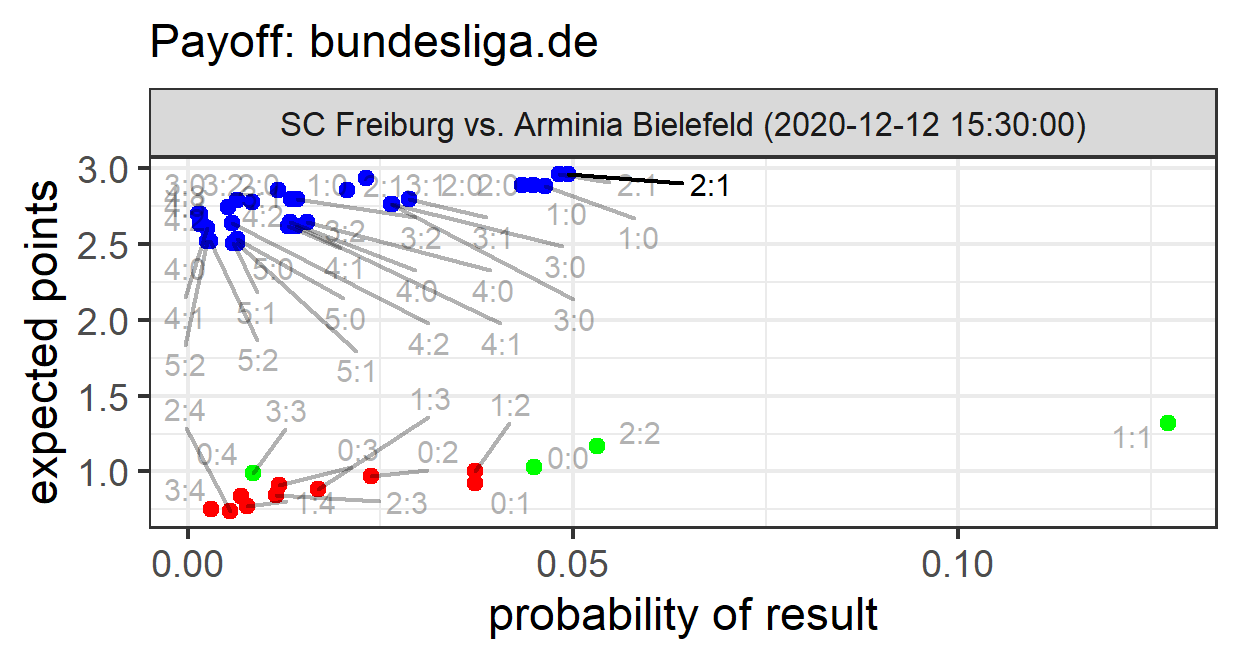 Payoff: bundesliga.de
SC Freiburg vs. Arminia Bielefeld (2020-12-12 15:30:00)
expected points
3.0
2.5
2.0
1.5
1.0
3:0 3:2 2:0 1:0 2:1 3:1 2:0 2:0 2:1 2:1
4:2 3:2 3:2 3:1 1:0 1:0
4:0 5:0 4:1 4:0 4:0 3:0
4:1 5:1 5:0 4:2 4:1 3:0
5:2 5:2 5:1
2:4 3:3 1:3 1:2
0:4 0:3 0:2 0:0 2:2 1:1
3:4 1:4 2:3 0:1
0.00 0.05 0.10
probability of result